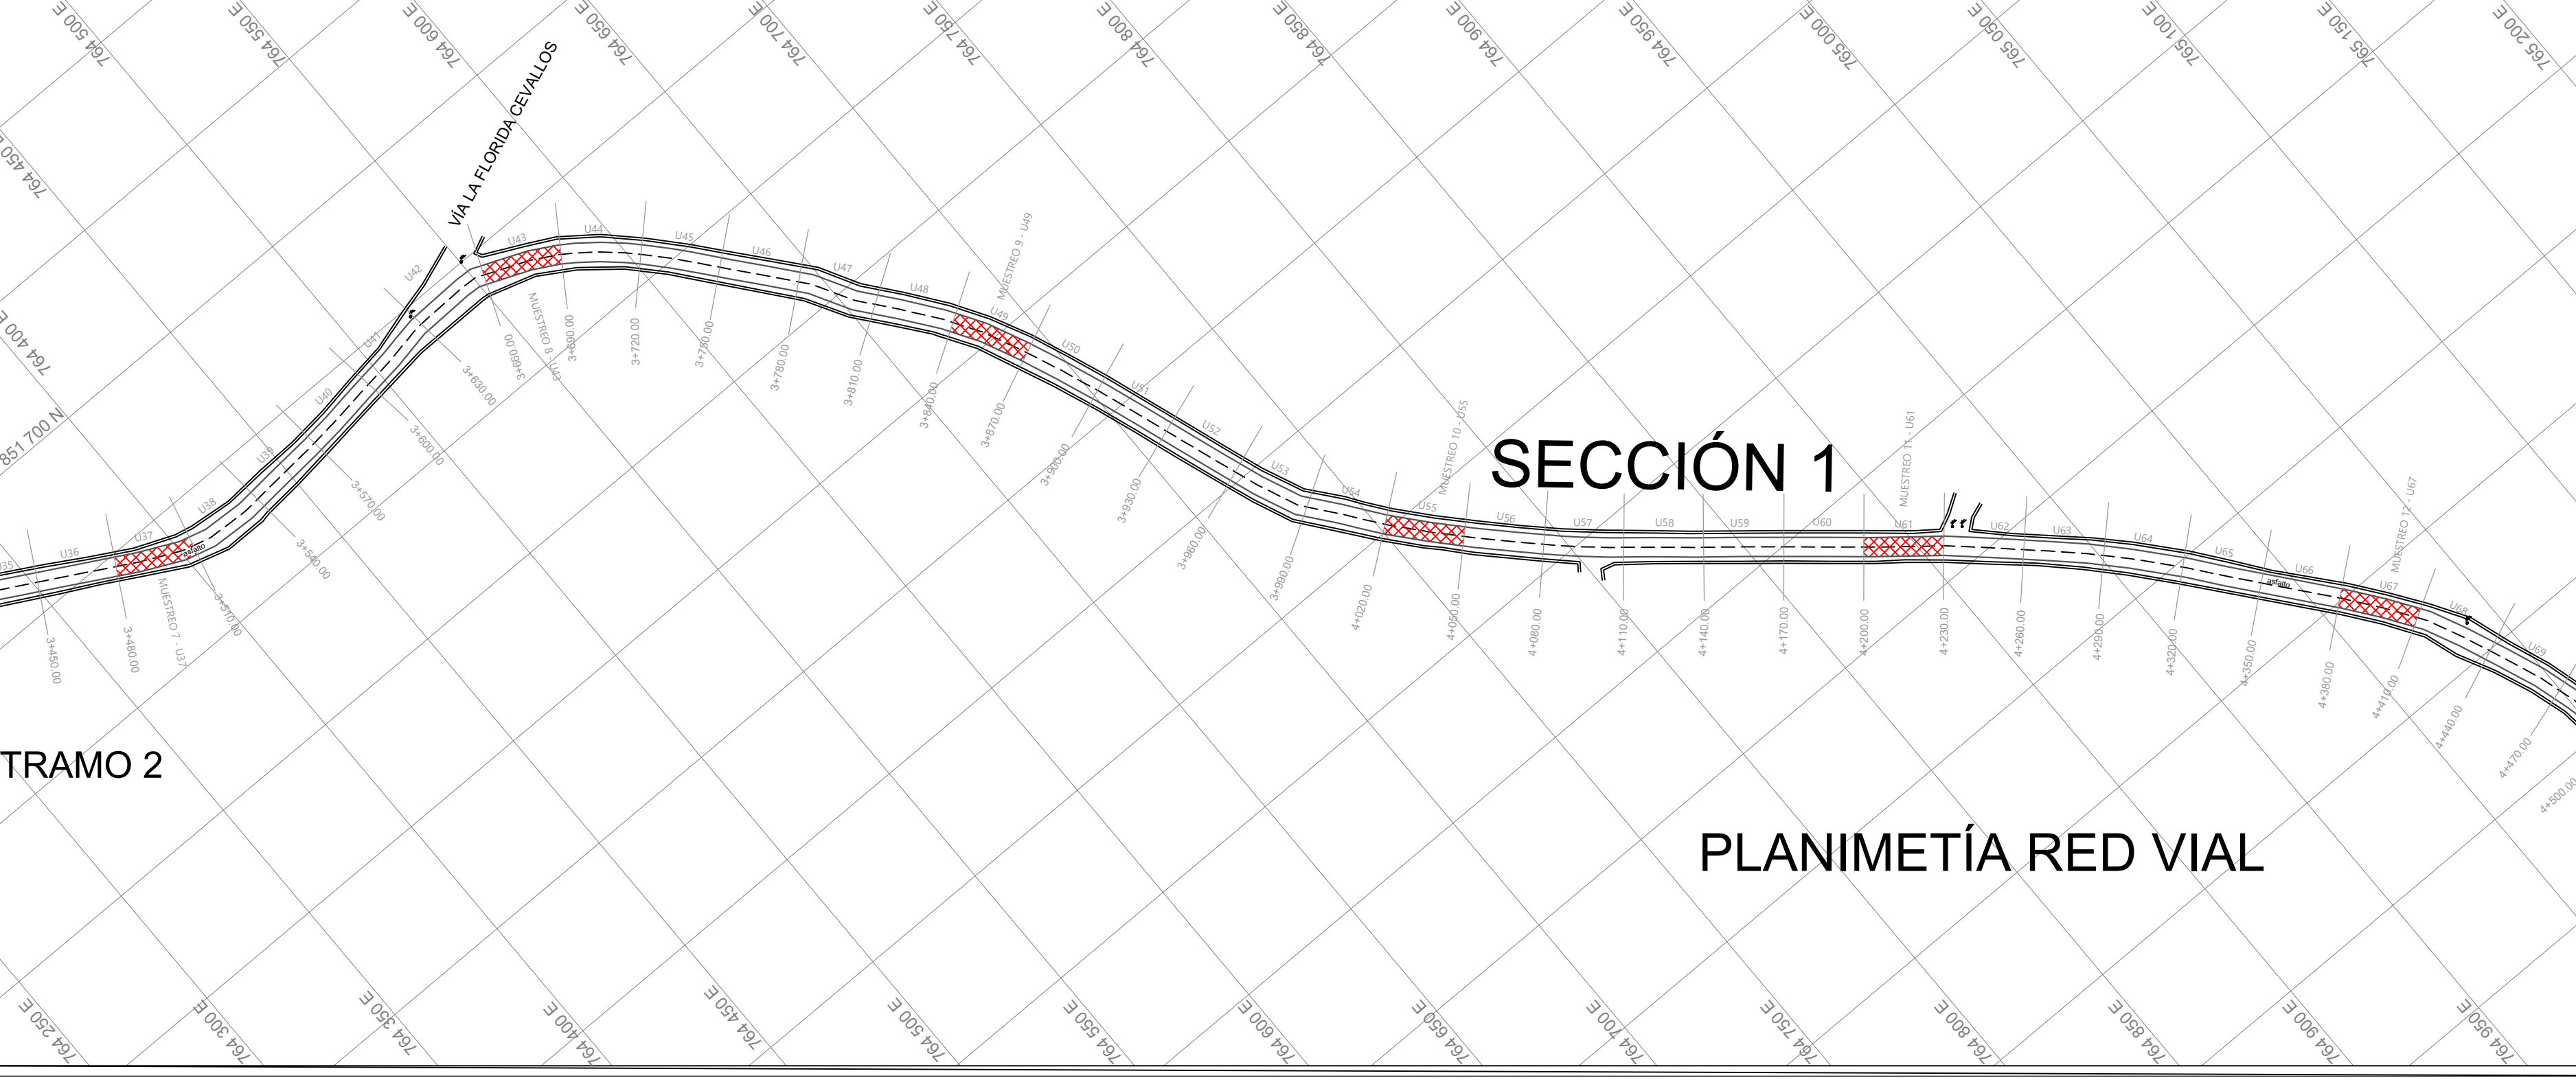 764 500 E
764 550 E
764 600 E
764 650 E
764 700 E
764 750 E
764 800 E
764 850 E
764 900 E
764 950 E
765 000 E
765 050 E
765 100 E
765 150 E
765 200 E
764 450 E
764 400 E
851 700 N
VÍA LA FLORIDA CEVALLOS
U35
U36
U37
U38
U39
U40
U41
U42
U43
U44
U45
U46
U47
U48
U49
U50
U51
U52
U53
U54
U55
U56
U57
U58
U59
U60
U61
U62
U63
U64
U65
U66
U67
U68
U69
asfalto
asfalto
MUESTREO 7 - U37
MUESTREO 8 - U43
MUESTREO 9 - U49
MUESTREO 10 - U55
MUESTREO 11 - U61
MUESTREO 12 - U67
3+450.00
3+480.00
3+510.00
3+540.00
3+570.00
3+600.00
3+630.00
3+660.00
3+690.00
3+720.00
3+750.00
3+780.00
3+810.00
3+840.00
3+870.00
3+900.00
3+930.00
3+960.00
3+990.00
4+020.00
4+050.00
4+080.00
4+110.00
4+140.00
4+170.00
4+200.00
4+230.00
4+260.00
4+290.00
4+320.00
4+350.00
4+380.00
4+410.00
4+440.00
4+470.00
4+500.00
SECCIÓN 1
TRAMO 2
PLANIMETÍA RED VIAL
764 250 E
764 300 E
764 350 E
764 400 E
764 450 E
764 500 E
764 550 E
764 600 E
764 650 E
764 700 E
764 750 E
764 800 E
764 850 E
764 900 E
764 950 E